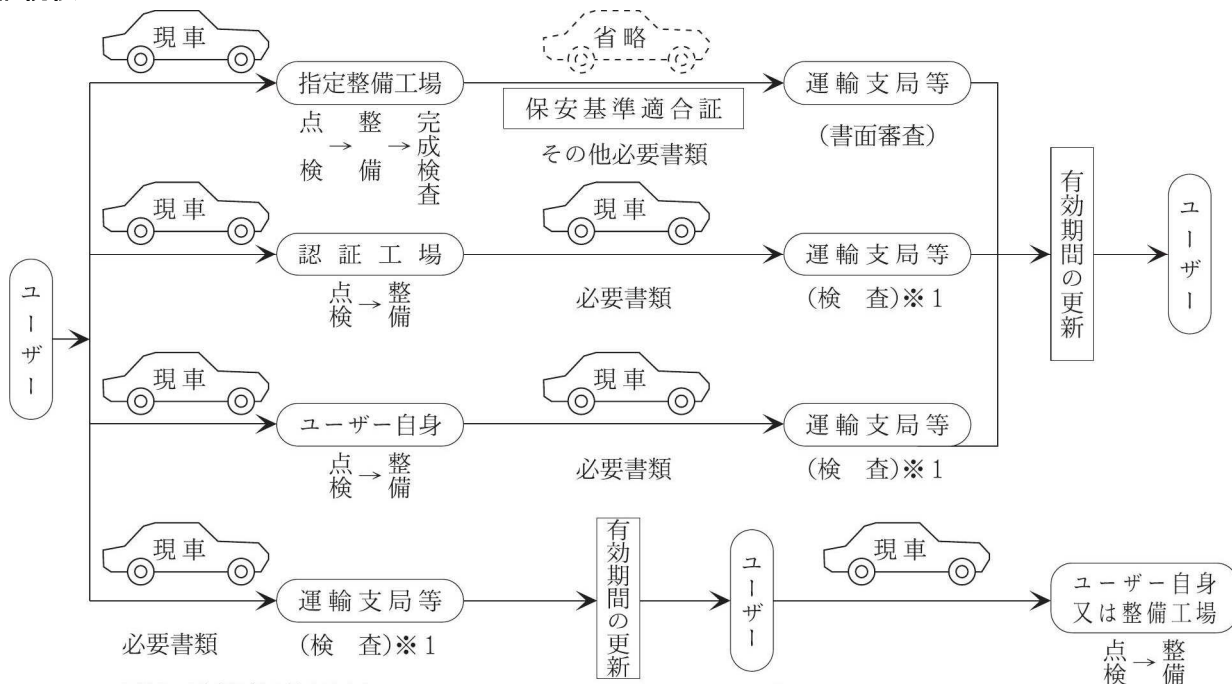 現車
省略
指定整備工場
運輸支局等
点検→整備→完成検査
保安基準適合証
その他必要書類
(書面審査)
現車
現車
認証工場
運輸支局等
点検→整備
必要書類
(検査)※1
ユーザー
有効期間の更新
ユーザー
現車
現車
ユーザー自身
運輸支局等
点検→整備
必要書類
(検査)※1
現車
運輸支局等
必要書類
(検査)※1
有効期間の更新
ユーザー
現車
ユーザー自身
又は整備工場
点検→整備